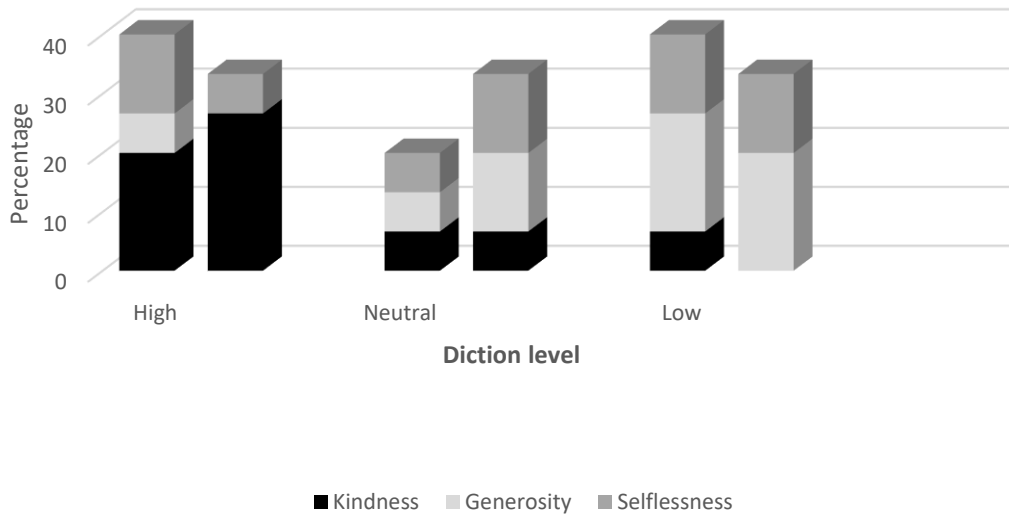 Percentage
40
30
20
10
0
High Neutral Low
Diction level
Kindness Generosity Selflessness